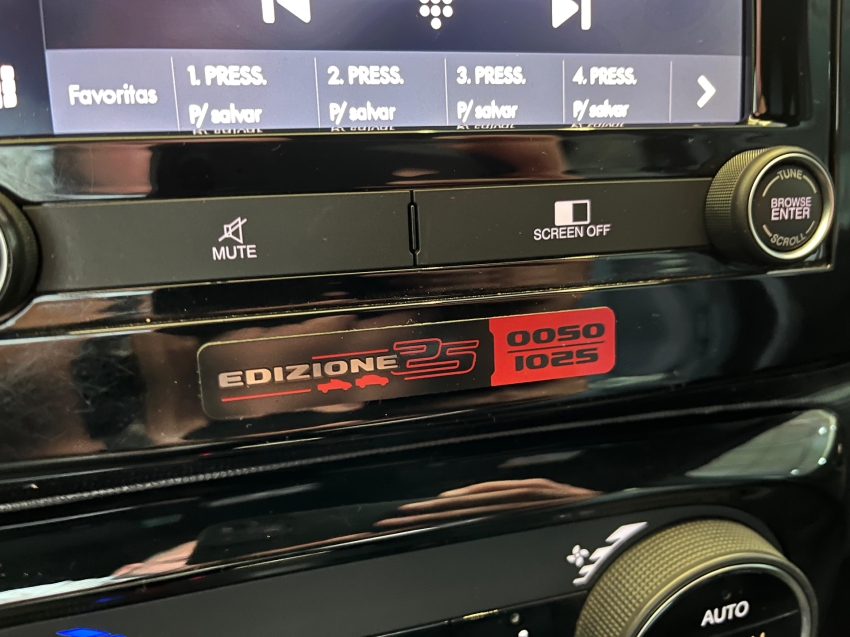 Favoritas
1. PRESS.
P/ salvar
2. PRESS.
P/ salvar
3. PRESS.
P/ salvar
4. PRESS.
P/ salvar
MUTE
SCREEN OFF
TUNE
BROWSE
ENTER
SCROLL
EDIZIONE 25
0050
1025
AUTO